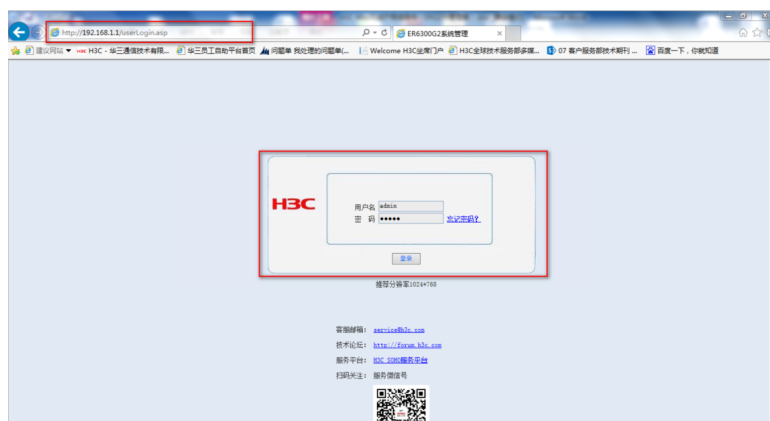 http://192.168.1.1/userLogin.asp
ER6300G2系统管理
建议网站
H3C - 华三通信技术有限...
华三员工自助平台首页
问题单 我处理的问题单(...
Welcome H3C坐席门户
H3C全球技术服务部多媒...
07 客户服务部技术期刊 ...
百度一下，你就知道
H3C
用户名 admin
密 码 ●●●●● 忘记密码?
登录
推荐分辨率1024*768
客服邮箱： service@h3c.com
技术论坛： http://forum.h3c.com
服务平台： H3C SOHO服务平台
扫码关注： 服务微信号